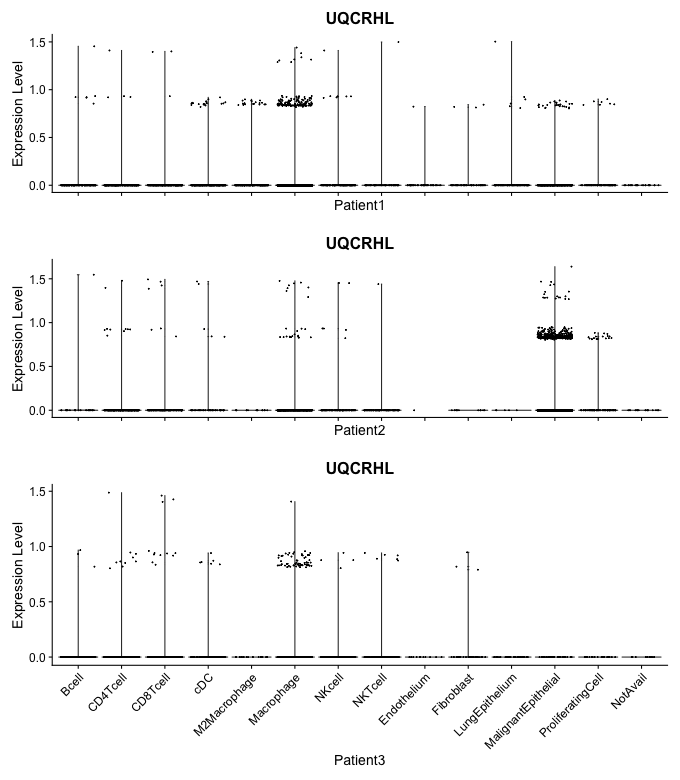 UQCRHL
Expression Level
1.5
1.0
0.5
0.0
Patient1
UQCRHL
Expression Level
1.5
1.0
0.5
0.0
Patient2
UQCRHL
Expression Level
1.5
1.0
0.5
0.0
Bcell
CD4Tcell
CD8Tcell
cDC
M2Macrophage
Macrophage
NKcell
NKTcell
Endothelium
Fibroblast
LungEpithelium
MalignantEpithelial
ProliferatingCell
NotAvail
Patient3